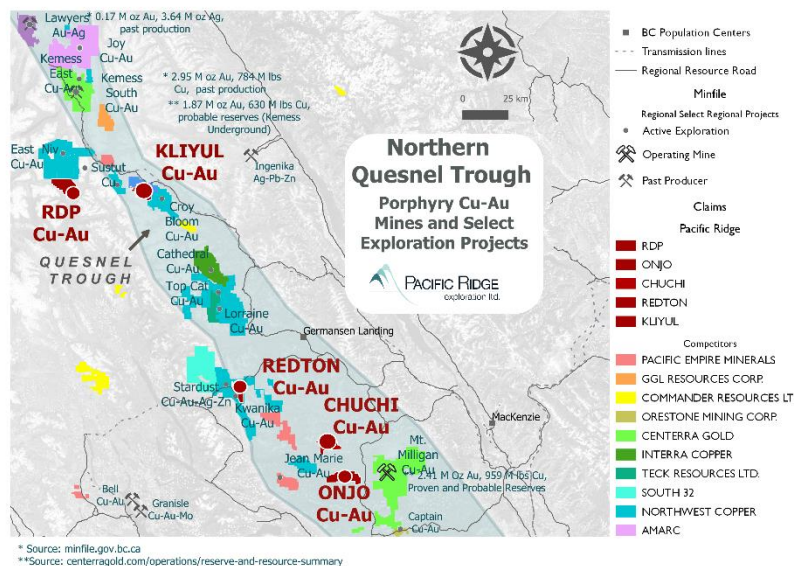 Lawyers
Au-Ag
* 0.17 M oz Au, 3.64 M oz Ag,
past production
Joy
Cu-Au
Kemess
East
Cu-Au
Kemess
South
Cu-Au
* 2.95 M oz Au, 784 M lbs
Cu, past production
** 1.87 M oz Au, 630 M lbs Cu,
probable reserves (Kemess
Underground)
East Niv
Cu-Au
Sustut
Cu
KLIYUL
Cu-Au
Ingenika
Ag-Pb-Zn
RDP
Cu-Au
Croy
Bloom
Cu-Au
QUESNEL
TROUGH
Cathedral
Cu-Au
Top Cat
Cu-Au
Lorraine
Cu-Au
Germansen Landing
REDTON
Cu-Au
Stardust
Cu-Au-Ag-Zn
Kwanika
Cu-Au
CHUCHI
Cu-Au
MacKenzie
Jean Marie
Cu-Au
Mt.
Milligan
Cu-Au
** 2.41 M Oz Au, 959 M lbs Cu,
Proven and Probable Reserves
ONJO
Cu-Au
Bell
Cu-Au
Granisle
Cu-Au-Mo
Captain
Cu-Au
0 25 km
Northern
Quesnel Trough
Porphyry Cu-Au
Mines and Select
Exploration Projects
PACIFIC RIDGE
exploration ltd.
BC Population Centers
Transmission lines
Regional Resource Road
Minfile
Regional Select Regional Projects
Active Exploration
Operating Mine
Past Producer
Claims
Pacific Ridge
RDP
ONJO
CHUCHI
REDTON
KLIYUL
Competitors
PACIFIC EMPIRE MINERALS
GGL RESOURCES CORP.
COMMANDER RESOURCES LT
ORESTONE MINING CORP.
CENTERRA GOLD
INTERRA COPPER
TECK RESOURCES LTD.
SOUTH 32
NORTHWEST COPPER
AMARC
* Source: minfile.gov.bc.ca
**Source: centerragold.com/operations/reserve-and-resource-summary